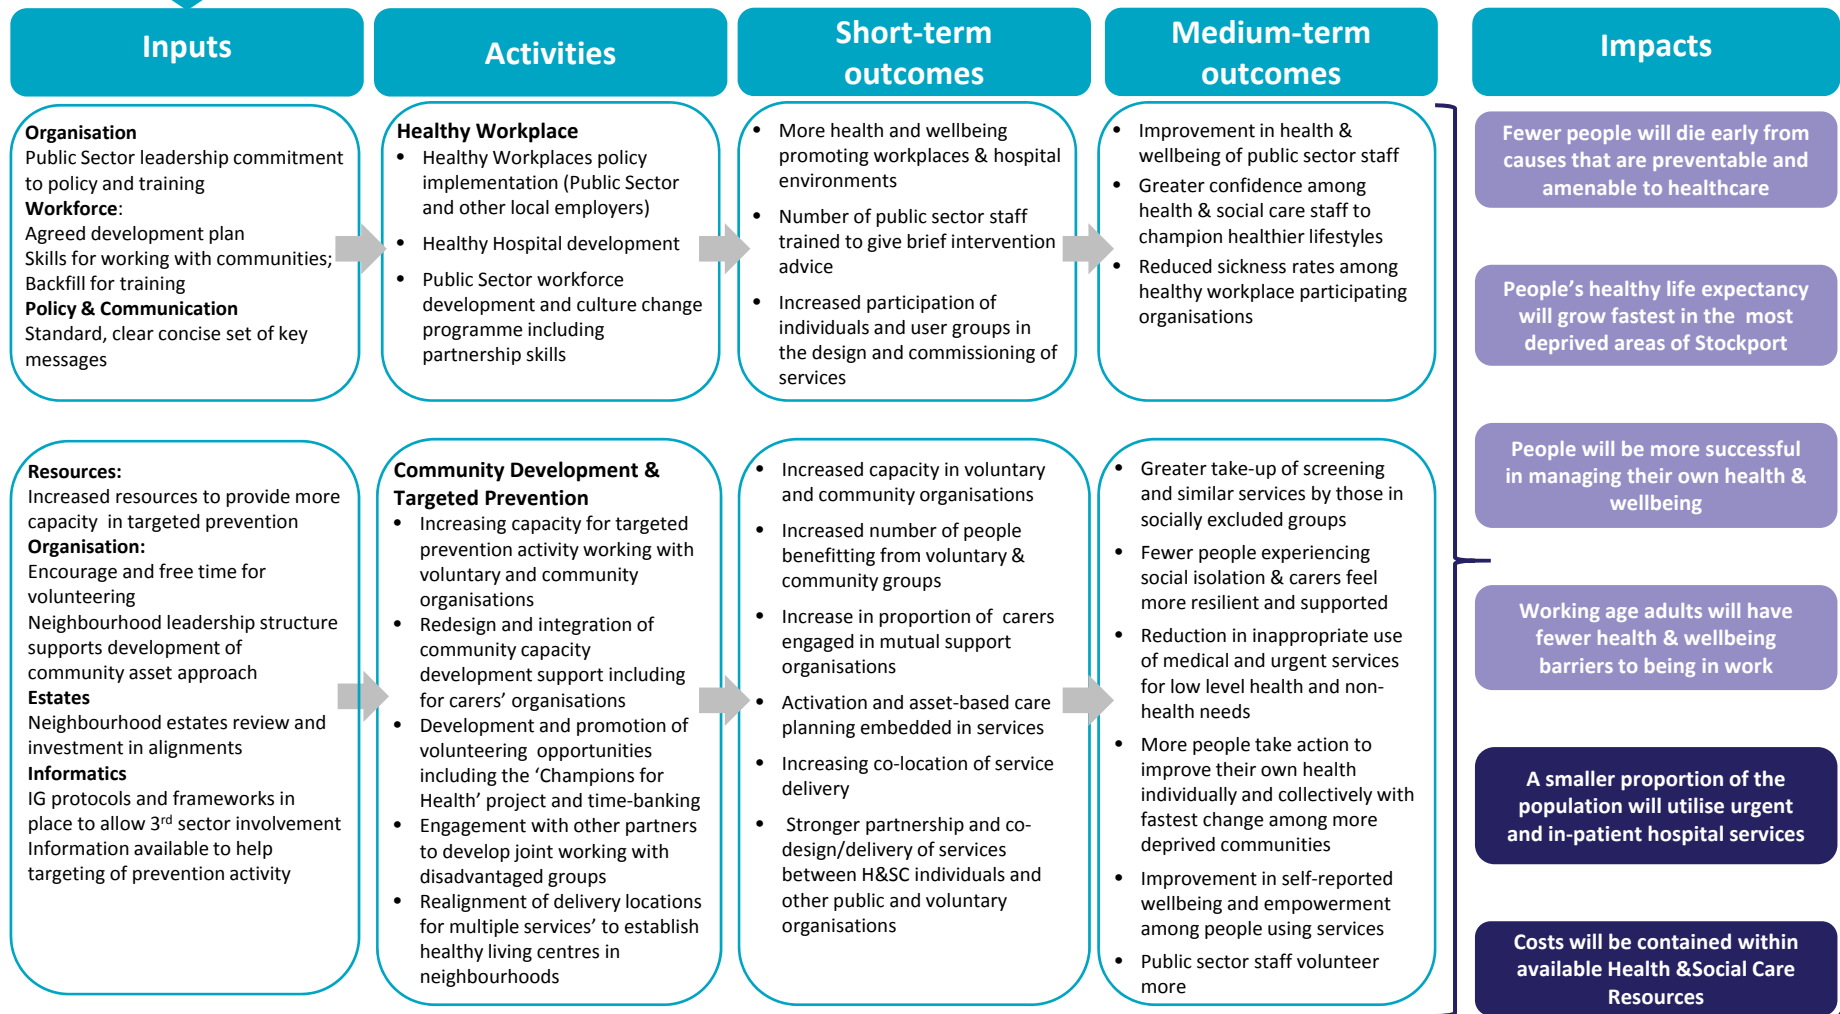 Inputs
Activities
Short-term
outcomes
Medium-term
outcomes
Impacts
Organisation
Public Sector leadership commitment
to policy and training
Workforce:
Agreed development plan
Skills for working with communities;
Backfill for training
Policy & Communication
Standard, clear concise set of key
messages
Healthy Workplace
• Healthy Workplaces policy
implementation (Public Sector
and other local employers)
• Healthy Hospital development
• Public Sector workforce
development and culture change
programme including
partnership skills
• More health and wellbeing
promoting workplaces & hospital
environments
• Number of public sector staff
trained to give brief intervention
advice
• Increased participation of
individuals and user groups in
the design and commissioning of
services
• Improvement in health &
wellbeing of public sector staff
• Greater confidence among
health & social care staff to
champion healthier lifestyles
• Reduced sickness rates among
healthy workplace participating
organisations
Resources:
Increased resources to provide more
capacity in targeted prevention
Organisation:
Encourage and free time for
volunteering
Neighbourhood leadership structure
supports development of
community asset approach
Estates
Neighbourhood estates review and
investment in alignments
Informatics
IG protocols and frameworks in
place to allow 3rd sector involvement
Information available to help
targeting of prevention activity
Community Development &
Targeted Prevention
• Increasing capacity for targeted
prevention activity working with
voluntary and community
organisations
• Redesign and integration of
community capacity
development support including
for carers’ organisations
• Development and promotion of
volunteering opportunities
including the ‘Champions for
Health’ project and time-banking
• Engagement with other partners
to develop joint working with
disadvantaged groups
• Realignment of delivery locations
for multiple services’ to establish
healthy living centres in
neighbourhoods
• Increased capacity in voluntary
and community organisations
• Increased number of people
benefitting from voluntary &
community groups
• Increase in proportion of carers
engaged in mutual support
organisations
• Activation and asset-based care
planning embedded in services
• Increasing co-location of service
delivery
• Stronger partnership and co-
design/delivery of services
between H&SC individuals and
other public and voluntary
organisations
• Greater take-up of screening
and similar services by those in
socially excluded groups
• Fewer people experiencing
social isolation & carers feel
more resilient and supported
• Reduction in inappropriate use
of medical and urgent services
for low level health and non-
health needs
• More people take action to
improve their own health
individually and collectively with
fastest change among more
deprived communities
• Improvement in self-reported
wellbeing and empowerment
among people using services
• Public sector staff volunteer
more
Fewer people will die early from
causes that are preventable and
amenable to healthcare
People’s healthy life expectancy
will grow fastest in the most
deprived areas of Stockport
People will be more successful
in managing their own health &
wellbeing
Working age adults will have
fewer health & wellbeing
barriers to being in work
A smaller proportion of the
population will utilise urgent
and in-patient hospital services
Costs will be contained within
available Health &Social Care
Resources